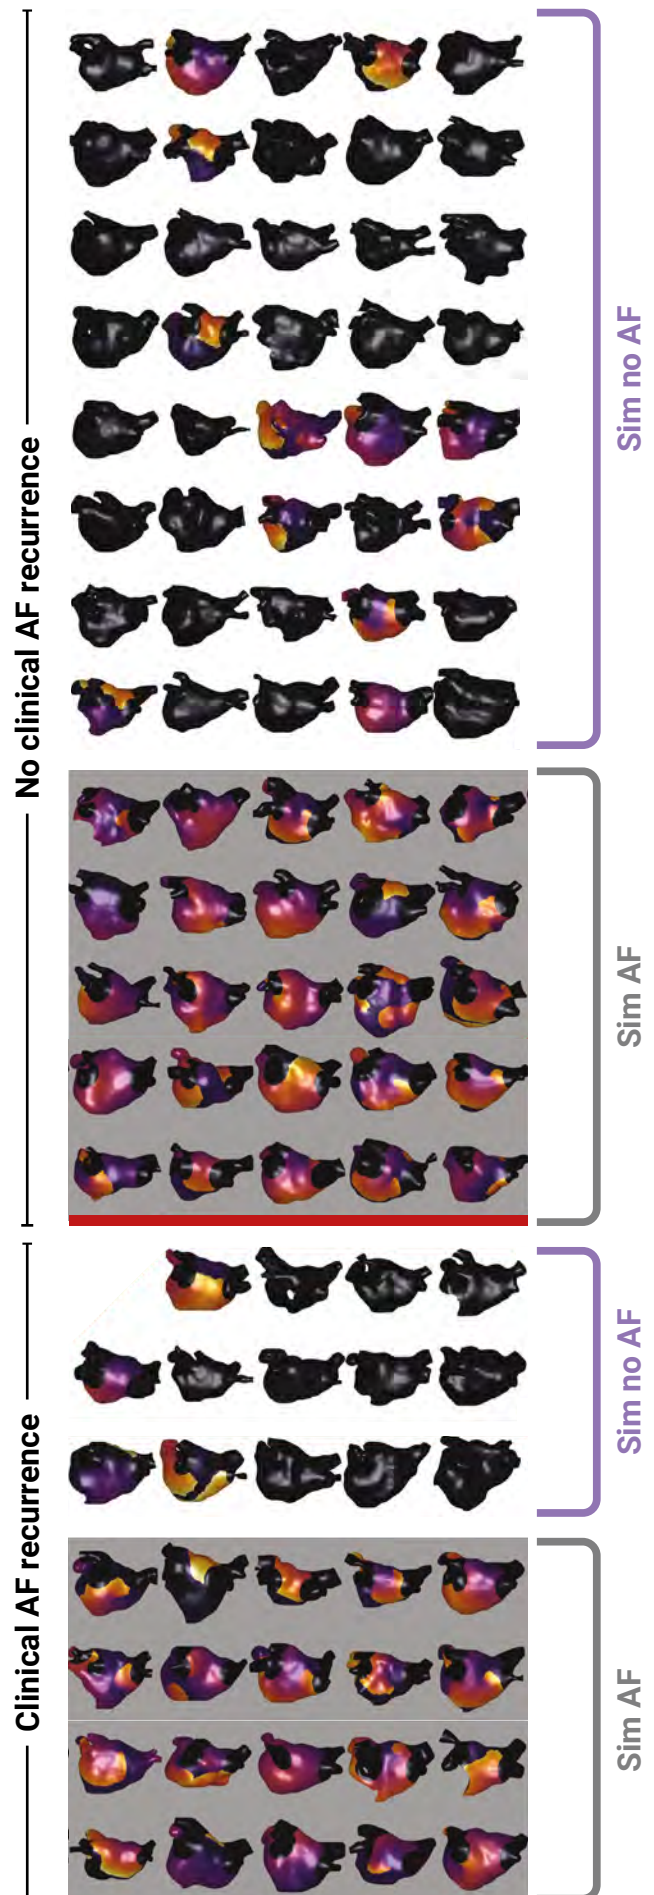 No clinical AF recurrence
Sim no AF
Sim AF
Clinical AF recurrence
Sim no AF
Sim AF